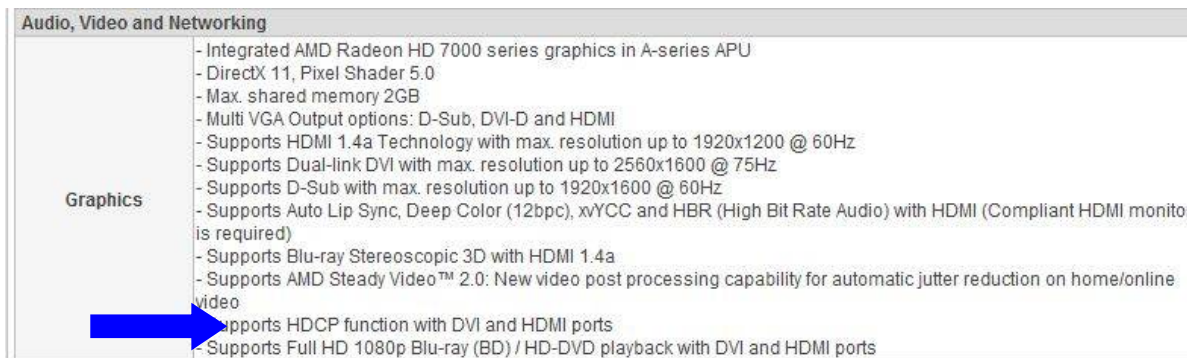 Audio, Video and Networking
Graphics
- Integrated AMD Radeon HD 7000 series graphics in A-series APU
- DirectX 11, Pixel Shader 5.0
- Max. shared memory 2GB
- Multi VGA Output options: D-Sub, DVI-D and HDMI
- Supports HDMI 1.4a Technology with max. resolution up to 1920x1200 @ 60Hz
- Supports Dual-link DVI with max. resolution up to 2560x1600 @ 75Hz
- Supports D-Sub with max. resolution up to 1920x1600 @ 60Hz
- Supports Auto Lip Sync, Deep Color (12bpc), xvYCC and HBR (High Bit Rate Audio) with HDMI (Compliant HDMI monito
is required)
- Supports Blu-ray Stereoscopic 3D with HDMI 1.4a
- Supports AMD Steady Video™ 2.0: New video post processing capability for automatic jutter reduction on home/online
video
upports HDCP function with DVI and HDMI ports
- Supports Full HD 1080p Blu-ray (BD) / HD-DVD playback with DVI and HDMI ports